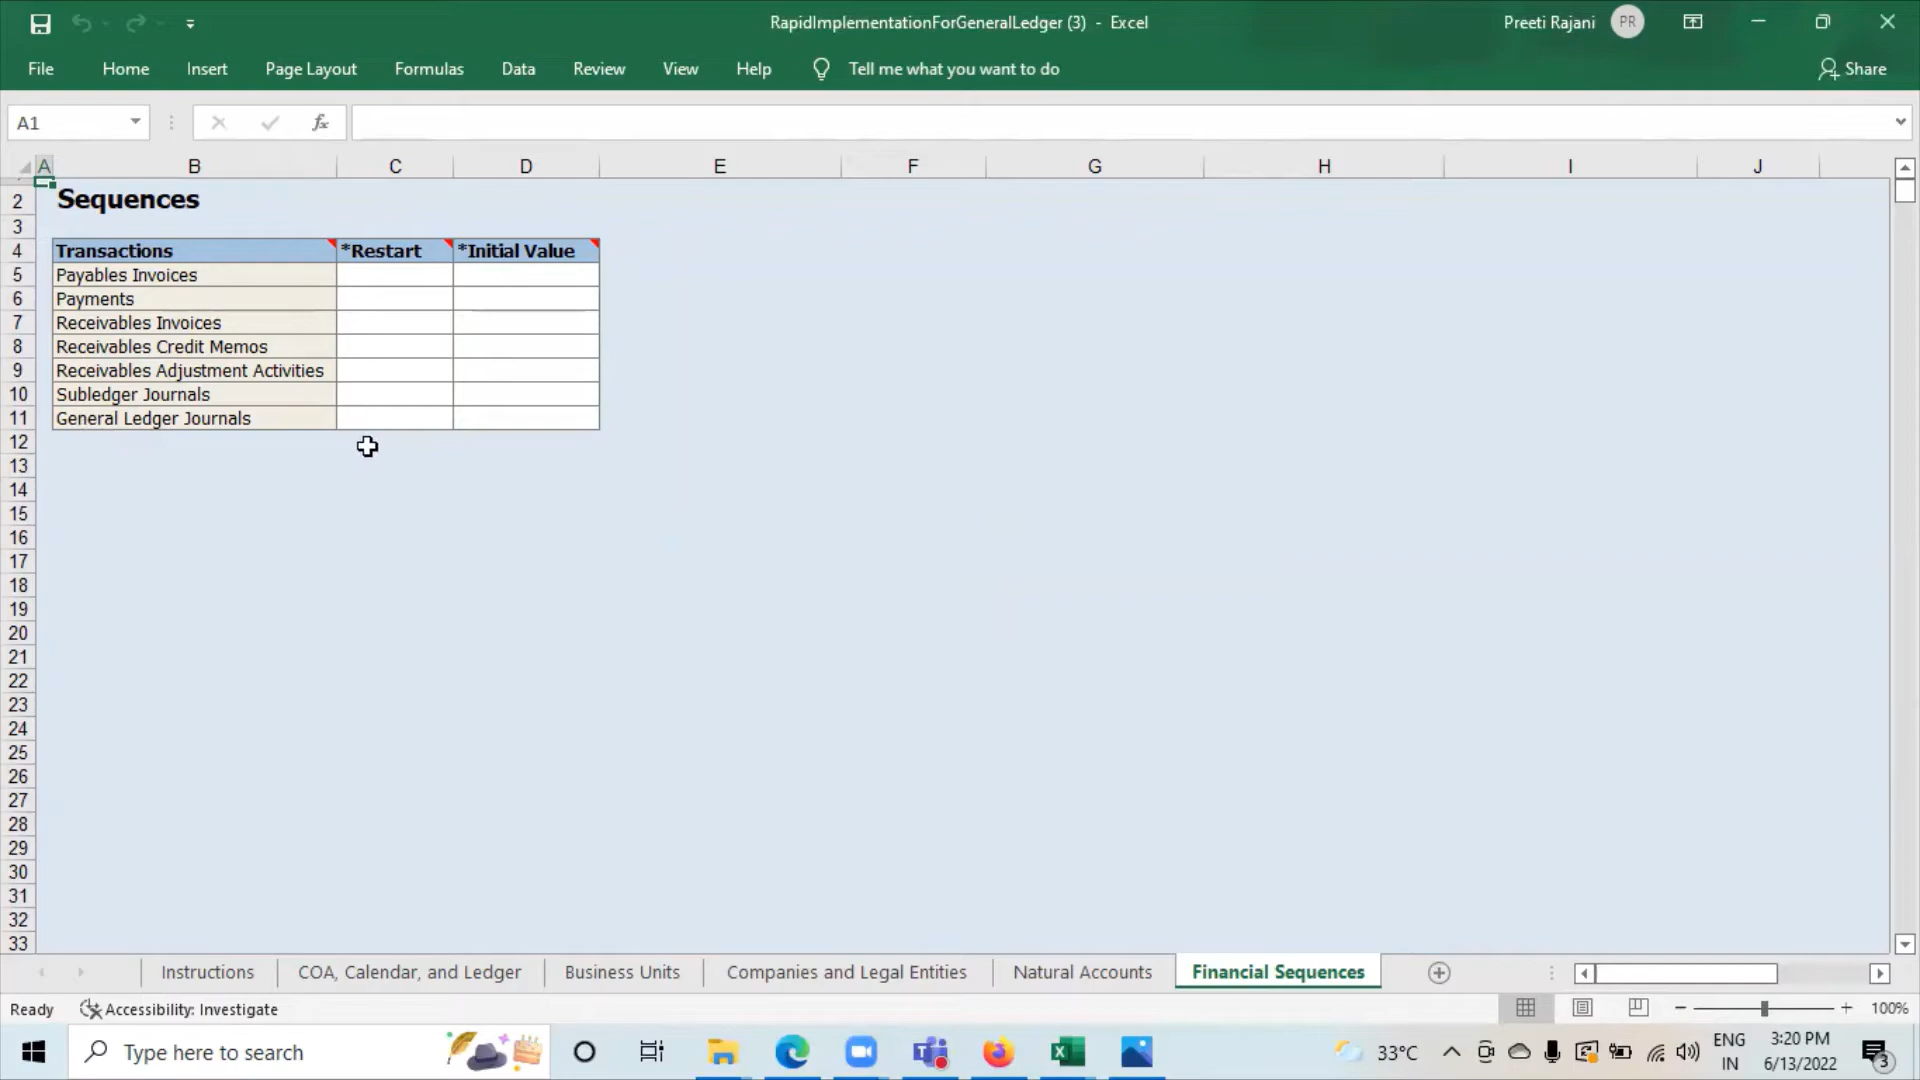 RapidImplementationForGeneralLedger (3) - Excel
Preeti Rajani PR
File Home Insert Page Layout Formulas Data Review View Help Tell me what you want to do Share
A1 fx
A B C D E F G H I J
2 Sequences
3
4 Transactions *Restart *Initial Value
5 Payables Invoices
6 Payments
7 Receivables Invoices
8 Receivables Credit Memos
9 Receivables Adjustment Activities
10 Subledger Journals
11 General Ledger Journals
12
13
14
15
16
17
18
19
20
21
22
23
24
25
26
27
28
29
30
31
32
33
Instructions COA, Calendar, and Ledger Business Units Companies and Legal Entities Natural Accounts Financial Sequences
Ready Accessibility: Investigate 100%
Type here to search 33°C ENG 3:20 PM
IN 6/13/2022 3